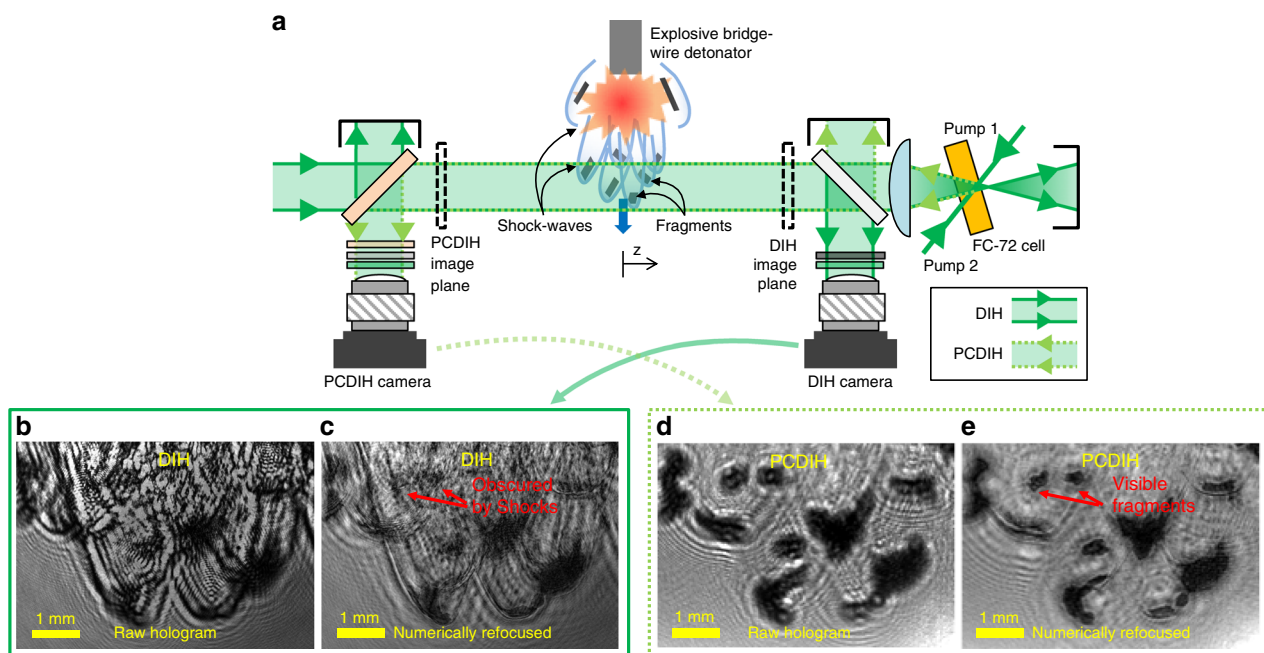 a
Explosive bridge-
wire detonator
Pump 1
Shock-waves
Fragments
PCDIH
image
plane
z
DIH
image
plane
FC-72 cell
Pump 2
DIH
PCDIH
PCDIH camera
DIH camera
b
DIH
1 mm
Raw hologram
c
DIH
Obscured
by Shocks
1 mm
Numerically refocused
d
PCDIH
1 mm
Raw hologram
e
PCDIH
Visible
fragments
1 mm
Numerically refocused